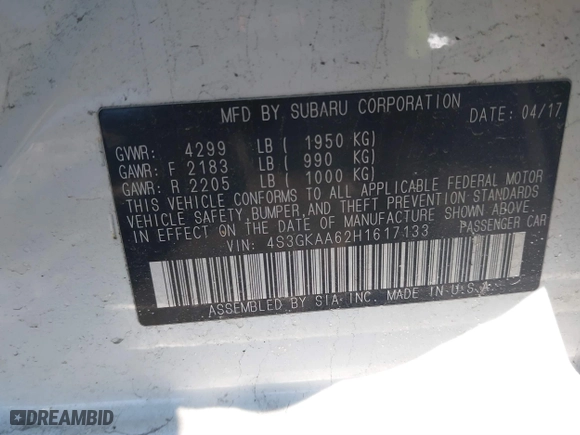 MFD BY SUBARU CORPORATION DATE: 04/17
GVWR: 4299 LB ( 1950 KG)
GAWR: F 2183 LB ( 990 KG)
GAWR: R 2205 LB ( 1000 KG)
THIS VEHICLE CONFORMS TO ALL APPLICABLE FEDERAL MOTOR
VEHICLE SAFETY,BUMPER,AND THEFT PREVENTION STANDARDS
IN EFFECT ON THE DATE OF MANUFACTURE SHOWN ABOVE.
VIN: 4S3GKAA62H1617133 PASSENGER CAR
ASSEMBLED BY SIA INC. MADE IN U.S.A.
DREAMBID